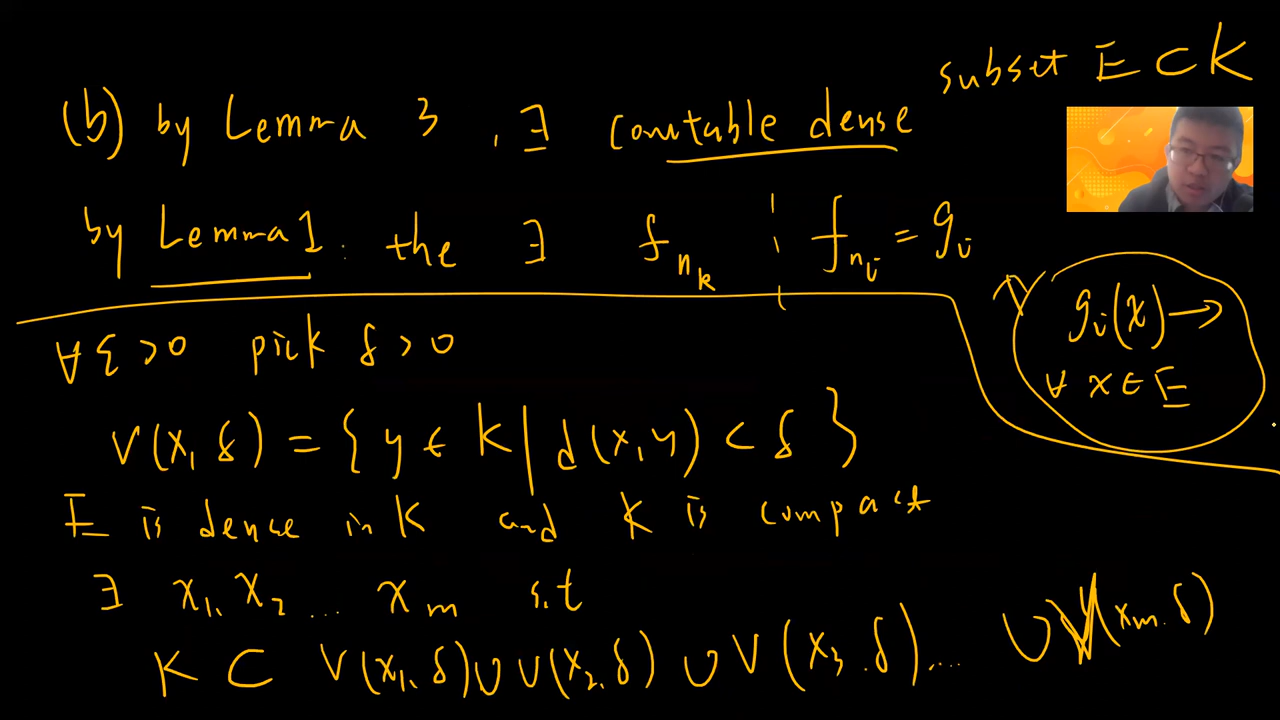 subset E ⊂ K
(b) by Lemma 3 , ∃ countable dense
by Lemma 1 : the ∃ f_{n_k} ¦ f_{n_i} = g_i
g_i(x) →
∀ x ∈ E
∀ ε > 0 pick δ > 0
V(x, δ) = { y ∈ K | d(x, y) < δ }
E is dense in K and K is compact
∃ x_1, x_2 ... x_m s.t
K ⊂ V(x_1, δ) ∪ V(x_2, δ) ∪ V(x_3, δ) .... ∪ V(x_m, δ)